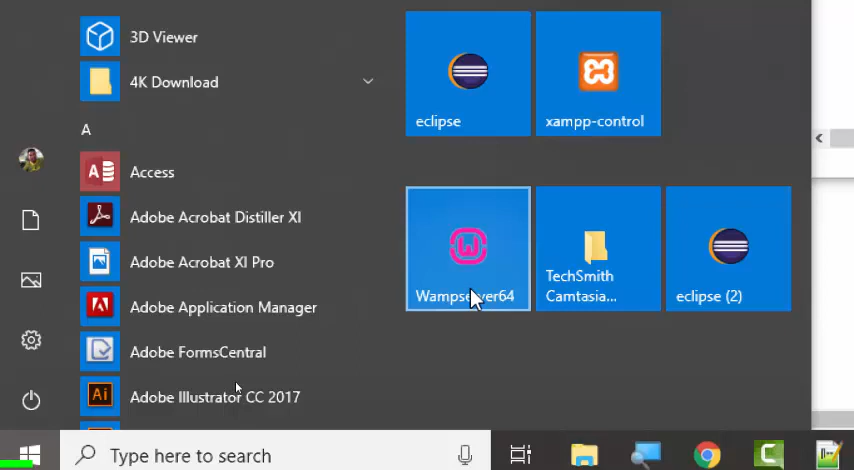 3D Viewer
4K Download
A
Access
Adobe Acrobat Distiller XI
Adobe Acrobat XI Pro
Adobe Application Manager
Adobe FormsCentral
Adobe Illustrator CC 2017
eclipse
xampp-control
Wampserver64
TechSmith
Camtasia...
eclipse (2)
Type here to search